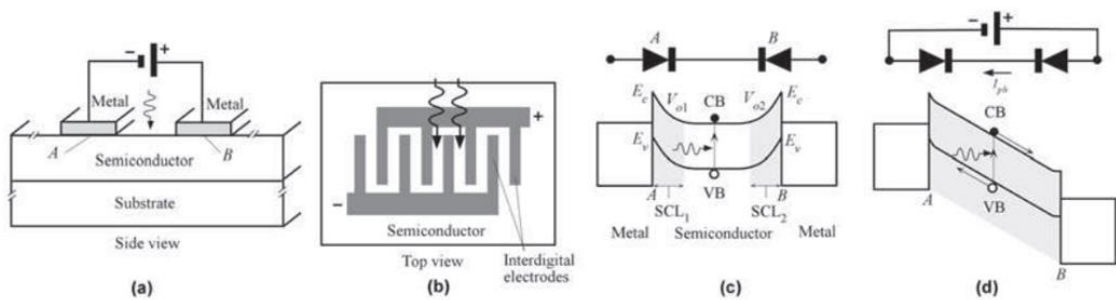 − +
Metal
Metal
A
B
Semiconductor
Substrate
Side view
(a)
+
−
Semiconductor
Top view
Interdigital
electrodes
(b)
A
B
E_c
V_o1
CB
V_o2
E_c
E_v
E_v
A
VB
B
SCL_1
SCL_2
Metal
Semiconductor
Metal
(c)
− +
I_ph
CB
A
VB
B
(d)